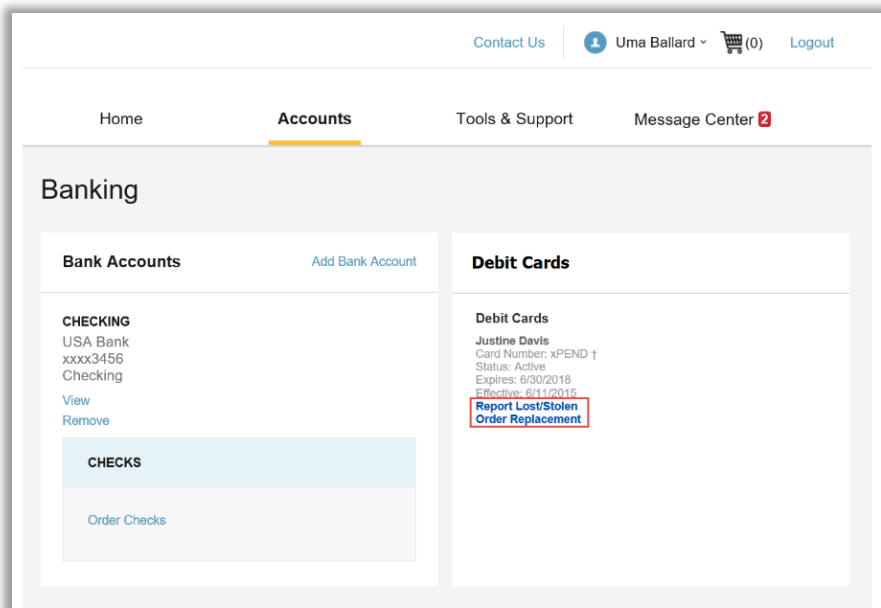 Contact Us
Uma Ballard
(0)
Logout
Home
Accounts
Tools & Support
Message Center 2
Banking
Bank Accounts
Add Bank Account
CHECKING
USA Bank
xxxx3456
Checking
View
Remove
CHECKS
Order Checks
Debit Cards
Debit Cards
Justine Davis
Card Number: xPEND †
Status: Active
Expires: 6/30/2018
Effective: 6/11/2015
Report Lost/Stolen
Order Replacement